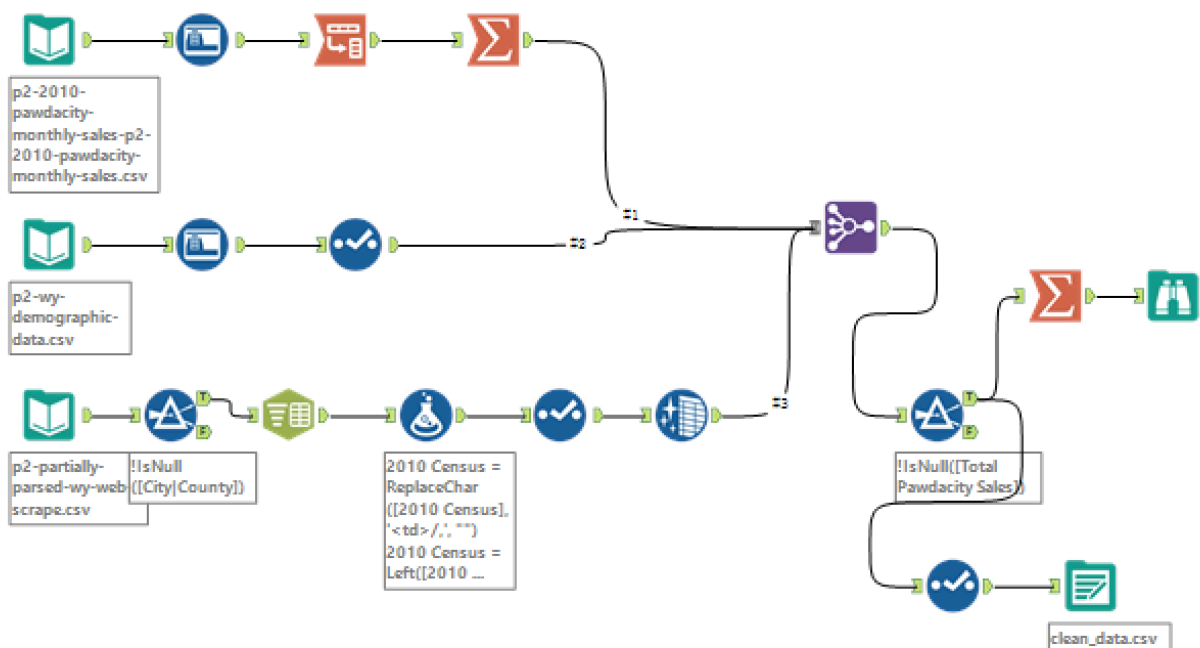 p2-2010-
pawdacity-
monthly-sales-p2-
2010-pawdacity-
monthly-sales.csv
#1
#2
p2-wy-
demographic-
data.csv
#3
T
F
p2-partially-
parsed-wy-web-
scrape.csv
!IsNull
([City|County])
2010 Census =
ReplaceChar
([2010 Census],
'<td>/,', "")
2010 Census =
Left([2010 ...
T
F
!IsNull([Total
Pawdacity Sales])
clean_data.csv